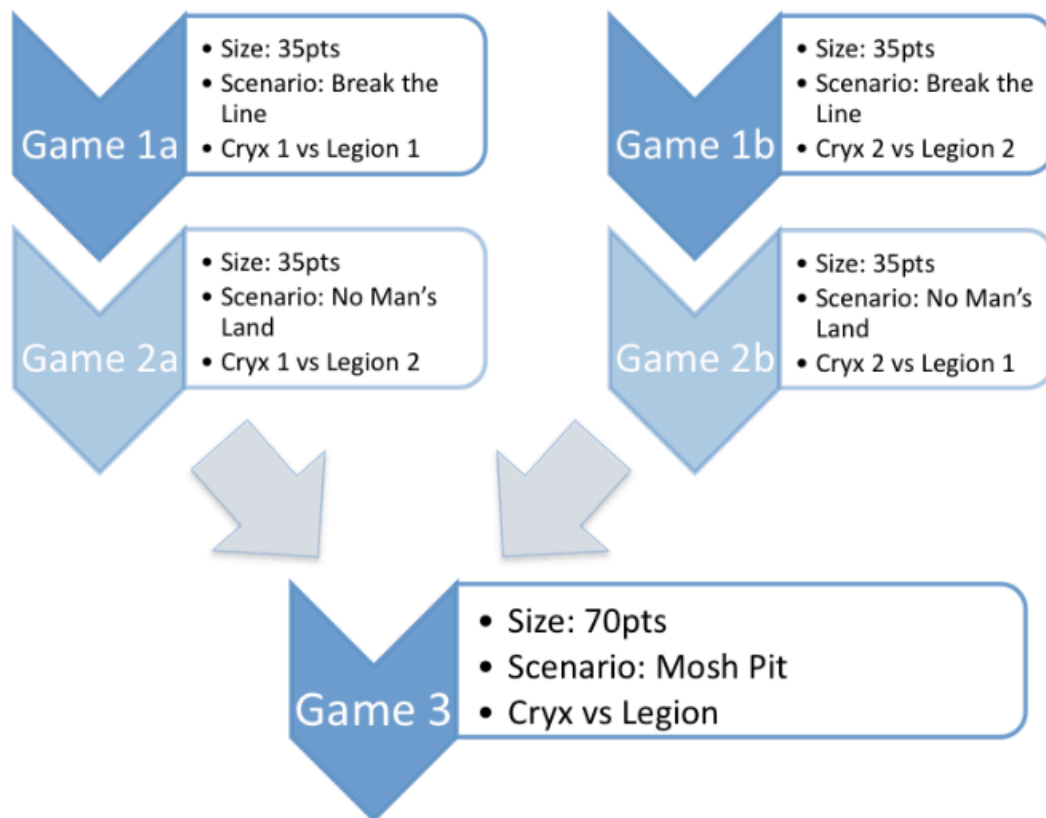 Game 1a
• Size: 35pts
• Scenario: Break the
Line
• Cryx 1 vs Legion 1
Game 1b
• Size: 35pts
• Scenario: Break the
Line
• Cryx 2 vs Legion 2
Game 2a
• Size: 35pts
• Scenario: No Man’s
Land
• Cryx 1 vs Legion 2
Game 2b
• Size: 35pts
• Scenario: No Man’s
Land
• Cryx 2 vs Legion 1
Game 3
• Size: 70pts
• Scenario: Mosh Pit
• Cryx vs Legion